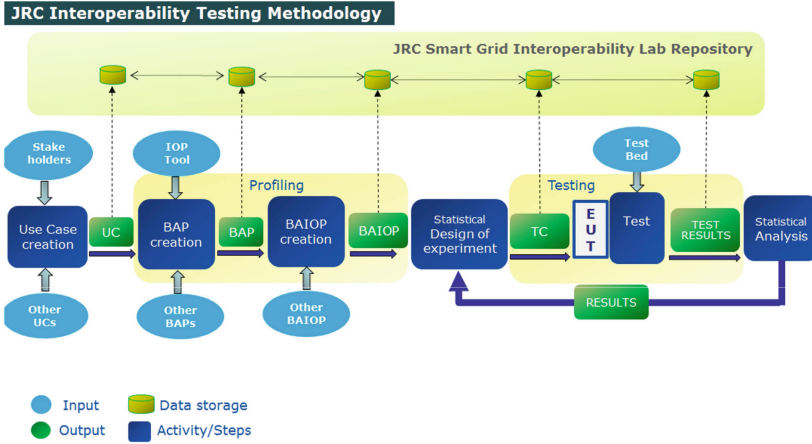 JRC Interoperability Testing Methodology
JRC Smart Grid Interoperability Lab Repository
Stake
holders
IOP
Tool
Test
Bed
Profiling
Testing
Use Case
creation
UC
BAP
creation
BAP
BAIOP
creation
BAIOP
Statistical
Design of
experiment
TC
E
U
T
Test
TEST
RESULTS
Statistical
Analysis
Other
UCs
Other
BAPs
Other
BAIOP
RESULTS
Input
Data storage
Output
Activity/Steps